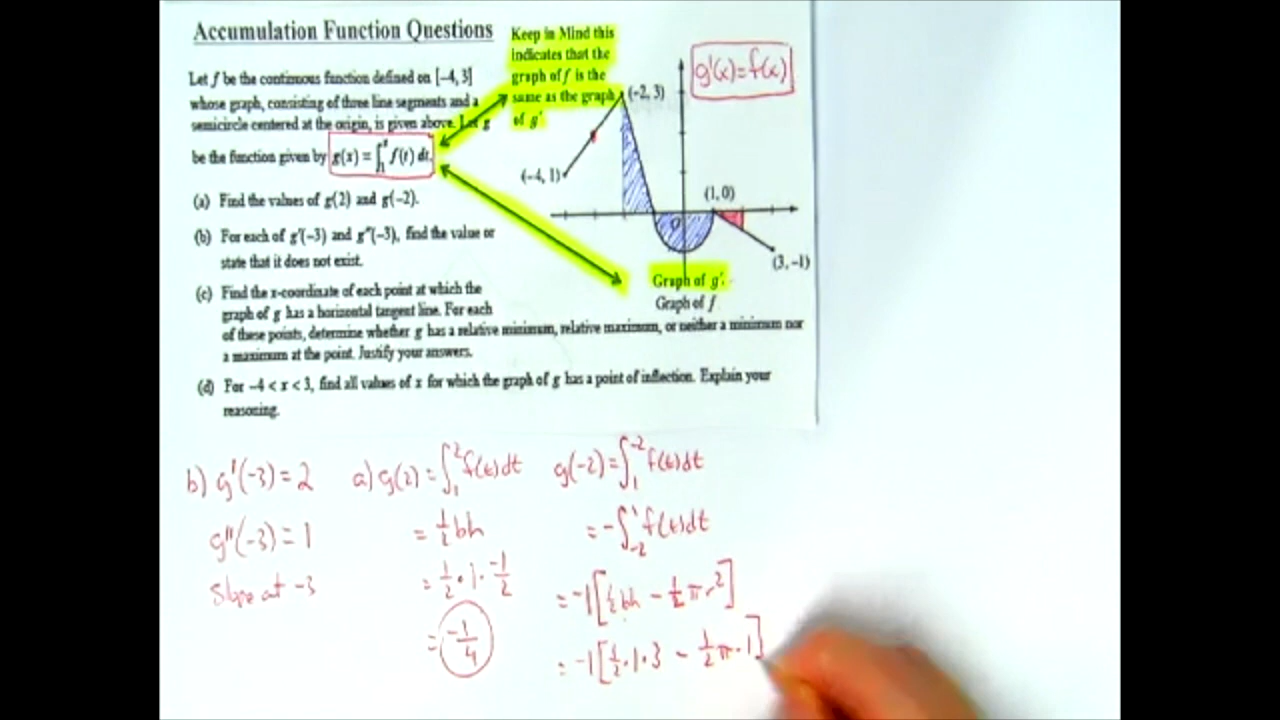 Accumulation Function Questions
Keep in Mind this
indicates that the
graph of f is the
same as the graph
of g'
g'(x)=f(x)
Let f be the continuous function defined on [-4, 3]
whose graph, consisting of three line segments and a
semicircle centered at the origin, is given above. Let g
be the function given by g(x) = ∫₁ˣ f(t) dt.
(a) Find the values of g(2) and g(-2).
(b) For each of g'(-3) and g''(-3), find the value or
state that it does not exist.
(c) Find the x-coordinate of each point at which the
graph of g has a horizontal tangent line. For each
of these points, determine whether g has a relative minimum, relative maximum, or neither a minimum nor
a maximum at the point. Justify your answers.
(d) For -4 < x < 3, find all values of x for which the graph of g has a point of inflection. Explain your
reasoning.
(-2, 3)
(-4, 1)
(1, 0)
O
(3, -1)
Graph of g'.
Graph of f
b) g'(-3) = 2
g''(-3) = 1
Slope at -3
a) g(2) = ∫₁² f(t)dt
= 1/2 bh
= 1/2 · 1 · -1/2
= -1/4
g(-2) = ∫₁⁻² f(t)dt
= -∫₋₂¹ f(t)dt
= -1[1/2 bh - 1/2 πr²]
= -1[1/2 · 1 · 3 - 1/2 π · 1]